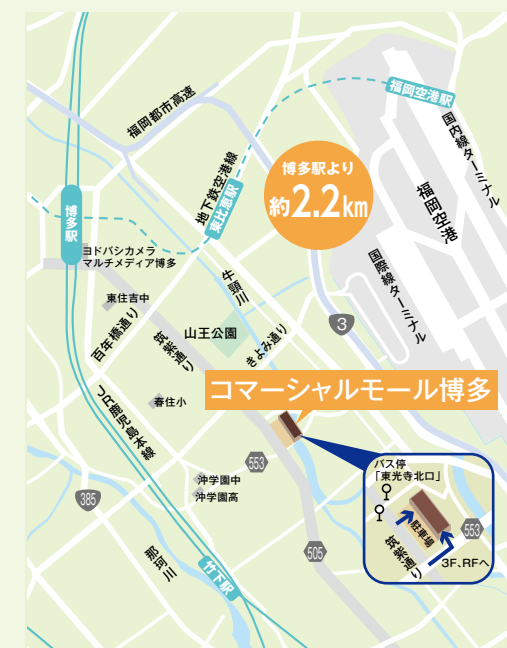 福岡空港駅
福岡都市高速
国内線ターミナル
地下鉄空港線
東比恵駅
博多駅より
約2.2km
福岡空港
博多駅
ヨドバシカメラ
マルチメディア博多
牛頸川
国際線ターミナル
東住吉中
百年橋通り
筑紫通り
山王公園
きよみ通り
3
コマーシャルモール博多
JR鹿児島本線
春住小
553
バス停
「東光寺北口」
沖学園中
沖学園高
385
駐車場
553
筑紫通り
3F、RFへ
505
那珂川
竹下駅